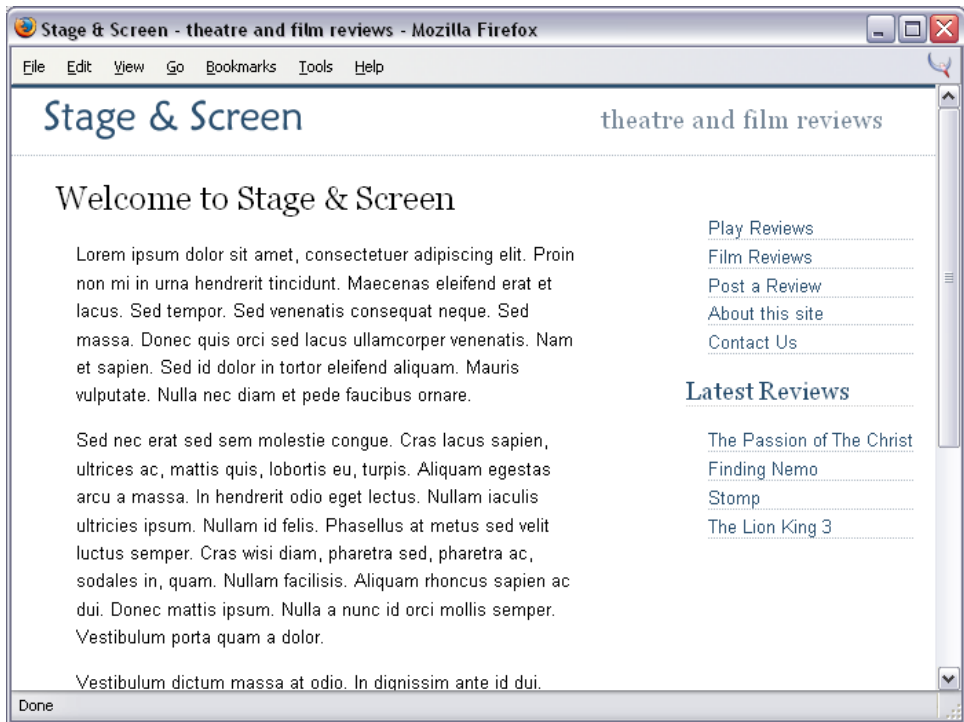 Stage & Screen - theatre and film reviews - Mozilla Firefox
File Edit View Go Bookmarks Tools Help
Stage & Screen
theatre and film reviews
Welcome to Stage & Screen
Lorem ipsum dolor sit amet, consectetuer adipiscing elit. Proin
non mi in urna hendrerit tincidunt. Maecenas eleifend erat et
lacus. Sed tempor. Sed venenatis consequat neque. Sed
massa. Donec quis orci sed lacus ullamcorper venenatis. Nam
et sapien. Sed id dolor in tortor eleifend aliquam. Mauris
vulputate. Nulla nec diam et pede faucibus ornare.
Sed nec erat sed sem molestie congue. Cras lacus sapien,
ultrices ac, mattis quis, lobortis eu, turpis. Aliquam egestas
arcu a massa. In hendrerit odio eget lectus. Nullam iaculis
ultricies ipsum. Nullam id felis. Phasellus at metus sed velit
luctus semper. Cras wisi diam, pharetra sed, pharetra ac,
sodales in, quam. Nullam facilisis. Aliquam rhoncus sapien ac
dui. Donec mattis ipsum. Nulla a nunc id orci mollis semper.
Vestibulum porta quam a dolor.
Vestibulum dictum massa at odio. In dignissim ante id dui.
Play Reviews
Film Reviews
Post a Review
About this site
Contact Us
Latest Reviews
The Passion of The Christ
Finding Nemo
Stomp
The Lion King 3
Done